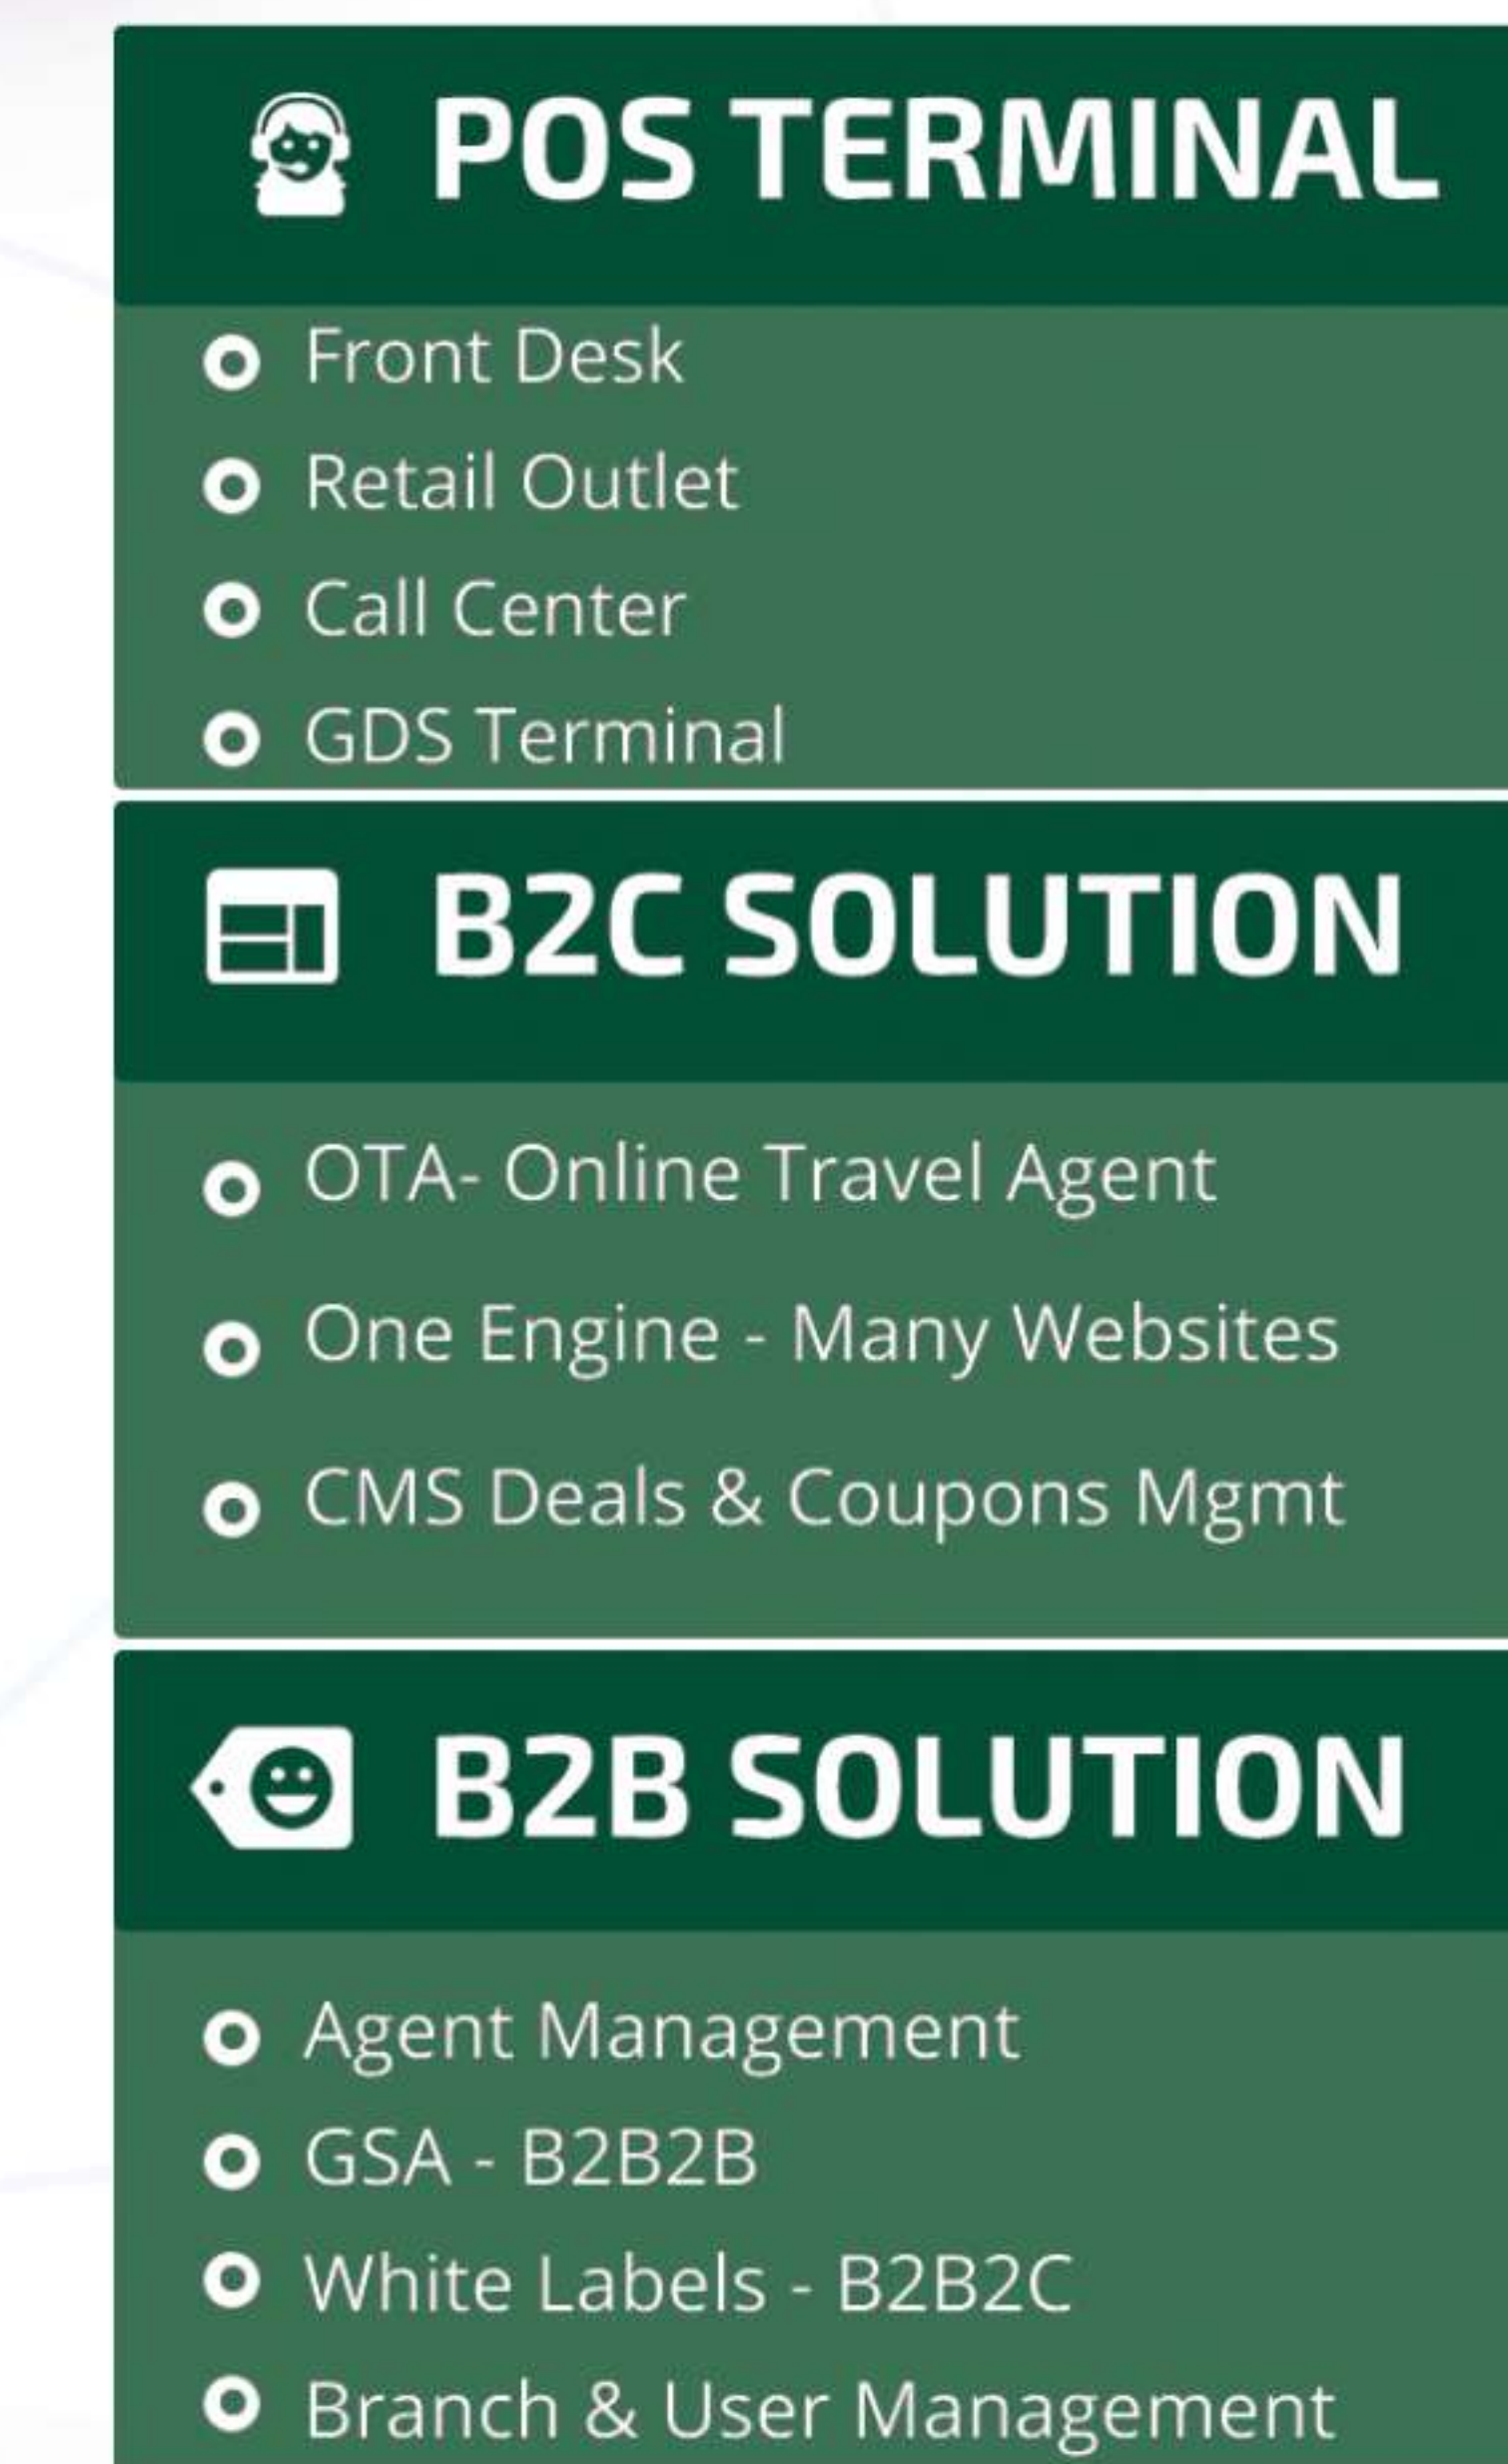 POS TERMINAL
Front Desk
Retail Outlet
Call Center
GDS Terminal
B2C SOLUTION
OTA- Online Travel Agent
One Engine - Many Websites
CMS Deals & Coupons Mgmt
B2B SOLUTION
Agent Management
GSA - B2B2B
White Labels - B2B2C
Branch & User Management